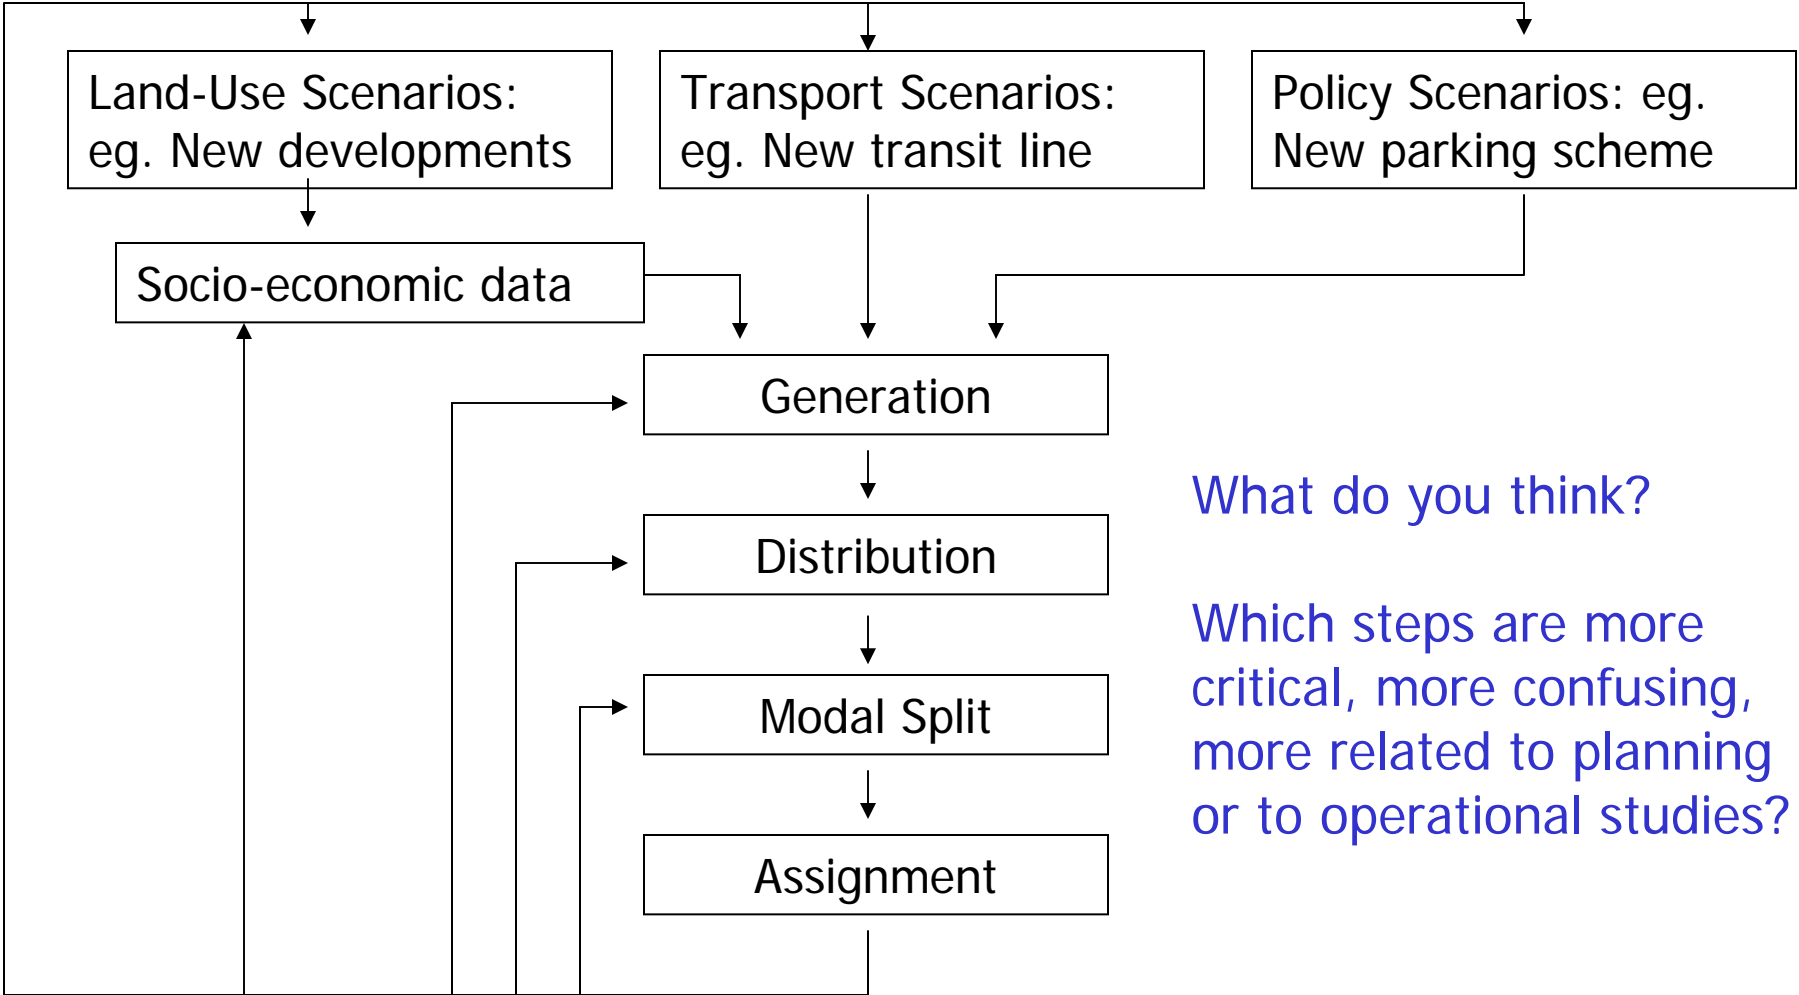 Land-Use Scenarios:
eg. New developments
Transport Scenarios:
eg. New transit line
Policy Scenarios: eg.
New parking scheme
Socio-economic data
Generation
Distribution
Modal Split
Assignment
What do you think?
Which steps are more
critical, more confusing,
more related to planning
or to operational studies?